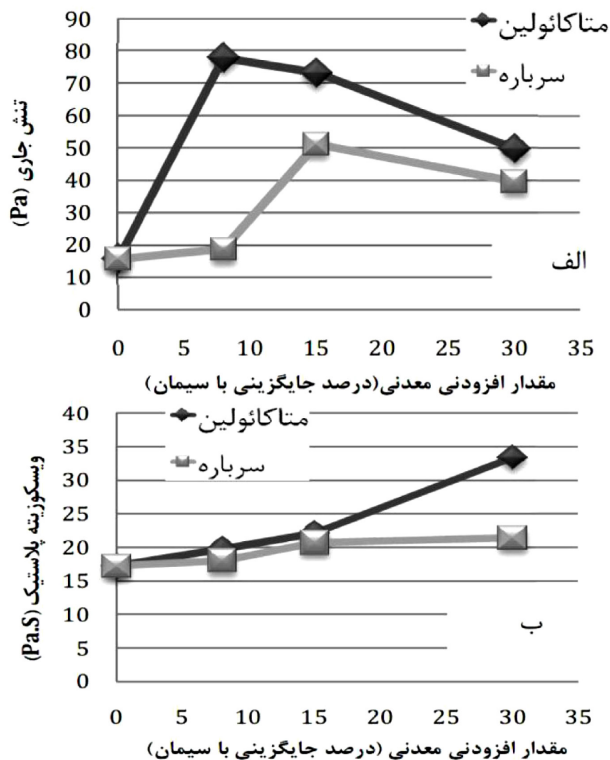 90
80
70
60
50
40
30
20
10
0
تنش جاری (Pa)
متاکائولین
سرباره
الف
0 5 10 15 20 25 30 35
مقدار افزودنی معدنی(درصد جایگزینی با سیمان)
40
35
30
25
20
15
10
5
0
ویسکوزیته پلاستیک (Pa.S)
متاکائولین
سرباره
ب
0 5 10 15 20 25 30 35
مقدار افزودنی معدنی (درصد جایگزینی با سیمان)